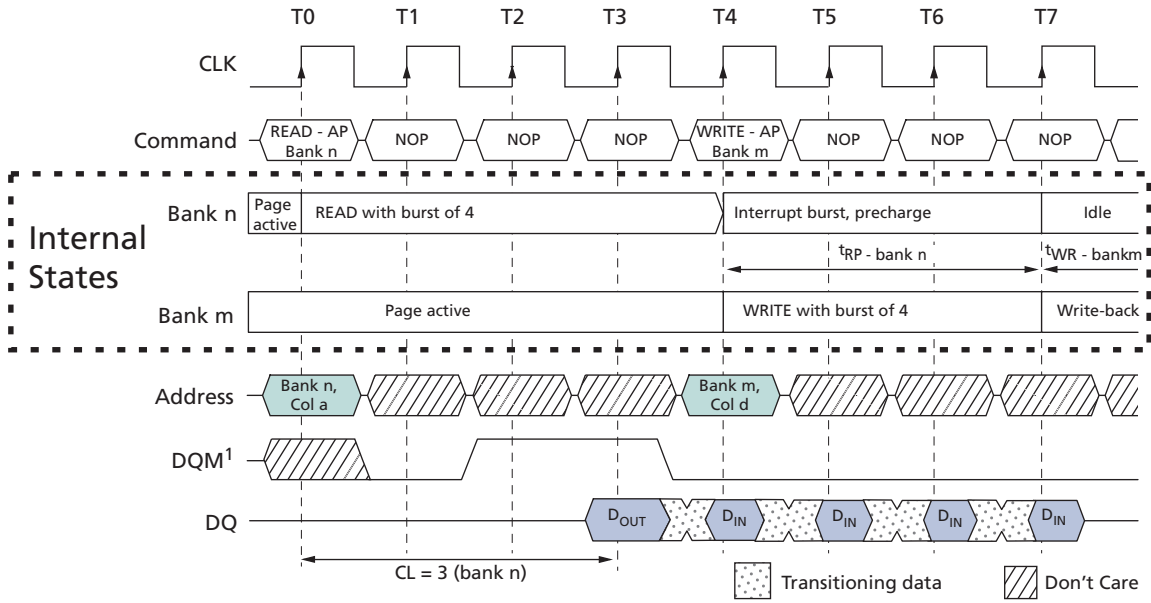 T0 T1 T2 T3 T4 T5 T6 T7
CLK
Command
READ - AP
Bank n
NOP
NOP
NOP
WRITE - AP
Bank m
NOP
NOP
NOP
Internal
States
Bank n
Page
active
READ with burst of 4
Interrupt burst, precharge
Idle
tRP - bank n
tWR - bankm
Bank m
Page active
WRITE with burst of 4
Write-back
Address
Bank n,
Col a
Bank m,
Col d
DQM1
DQ
DOUT
DIN
DIN
DIN
DIN
CL = 3 (bank n)
Transitioning data
Don't Care